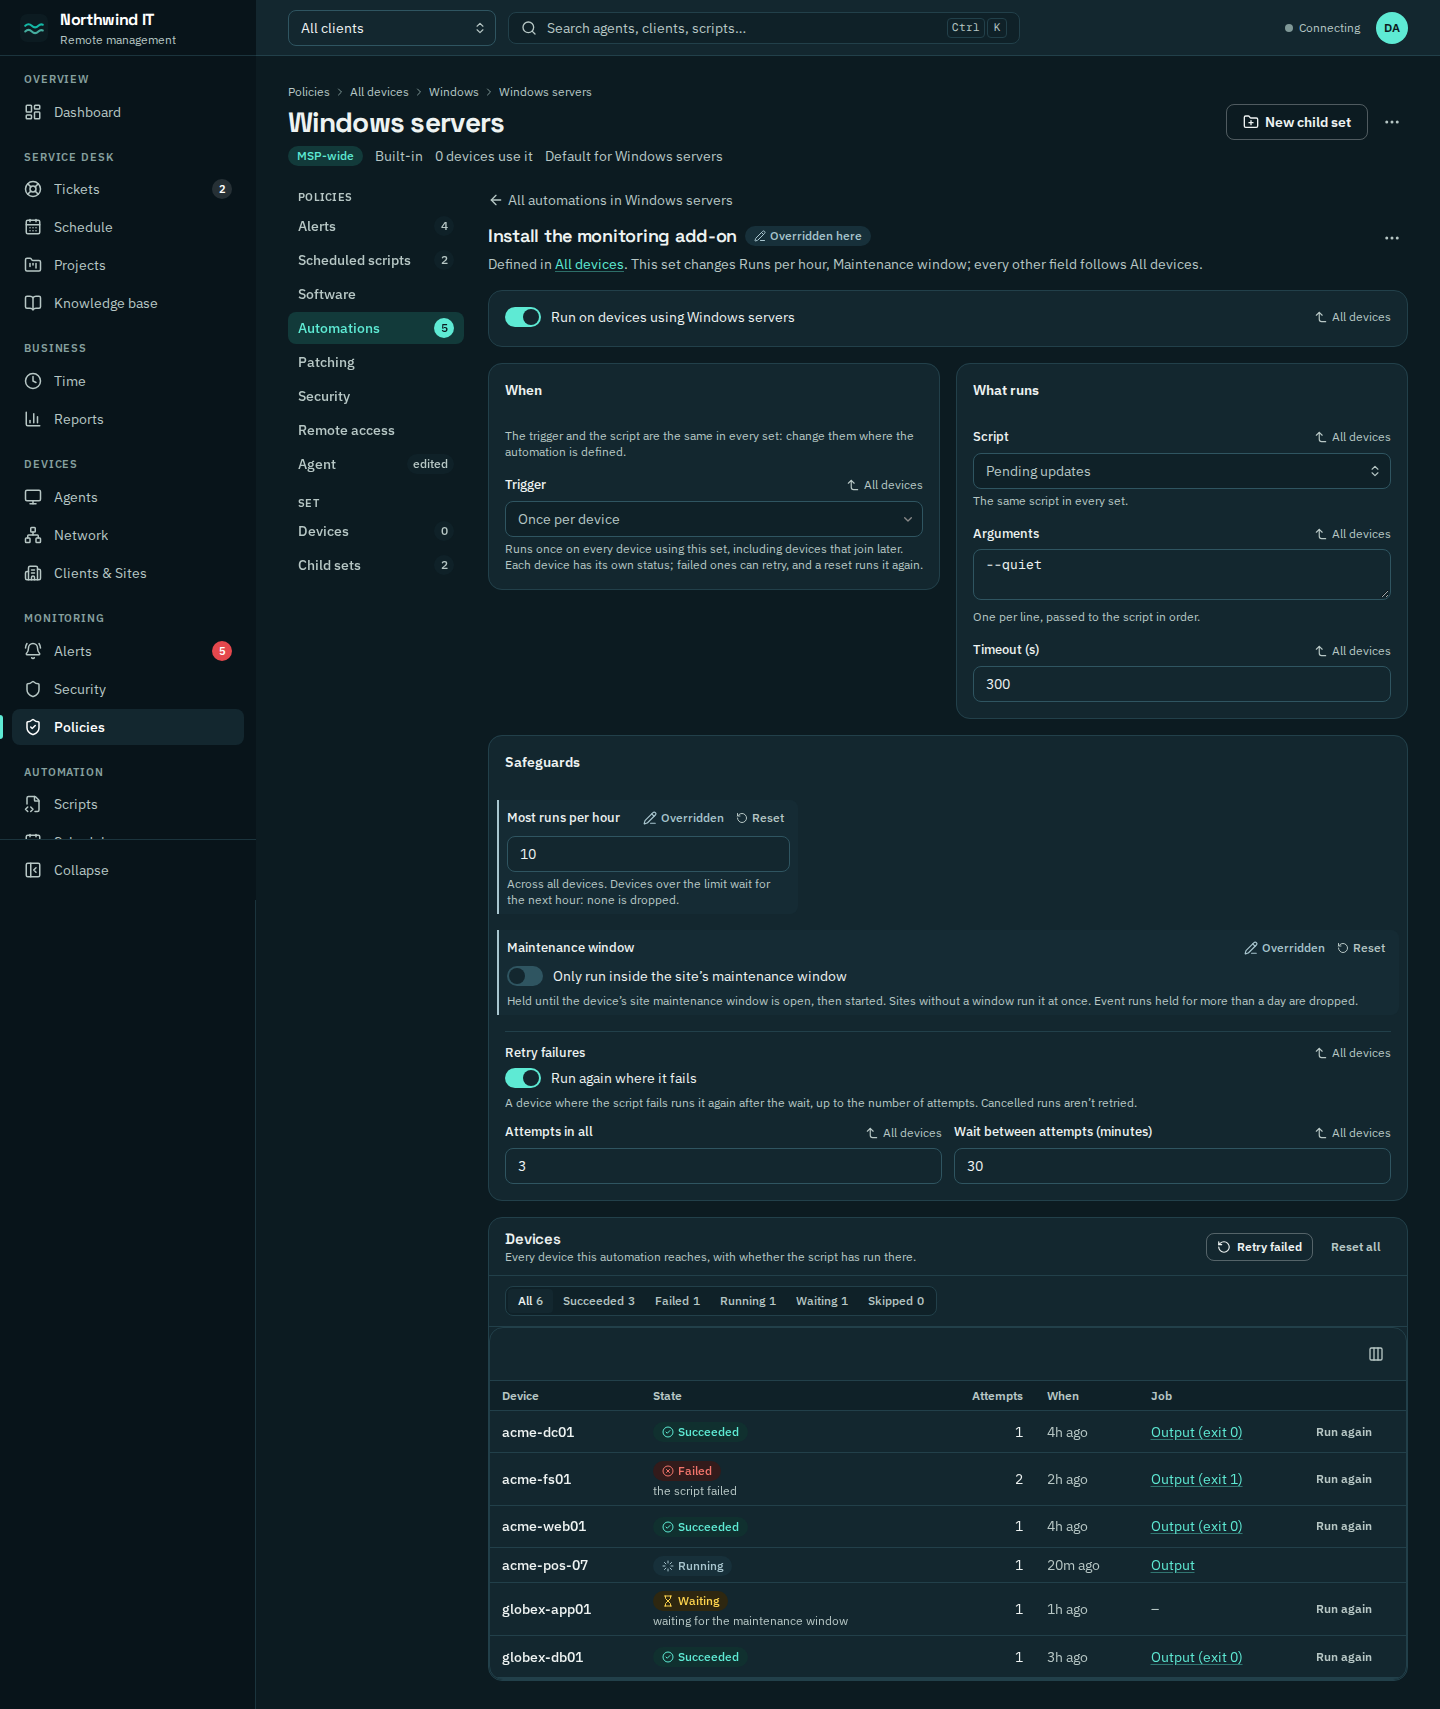 Northwind IT
Remote management
All clients
Search agents, clients, scripts…
Ctrl K
Connecting
DA
OVERVIEW
Dashboard
SERVICE DESK
Tickets 2
Schedule
Projects
Knowledge base
BUSINESS
Time
Reports
DEVICES
Agents
Network
Clients & Sites
MONITORING
Alerts 5
Security
Policies
AUTOMATION
Scripts
Collapse
Policies > All devices > Windows > Windows servers
Windows servers
New child set
MSP-wide Built-in 0 devices use it Default for Windows servers
POLICIES
Alerts 4
Scheduled scripts 2
Software
Automations 5
Patching
Security
Remote access
Agent edited
SET
Devices 0
Child sets 2
All automations in Windows servers
Install the monitoring add-on Overridden here
Defined in All devices. This set changes Runs per hour, Maintenance window; every other field follows All devices.
Run on devices using Windows servers All devices
When
The trigger and the script are the same in every set: change them where the
automation is defined.
Trigger All devices
Once per device
Runs once on every device using this set, including devices that join later.
Each device has its own status; failed ones can retry, and a reset runs it again.
What runs
Script All devices
Pending updates
The same script in every set.
Arguments All devices
--quiet
One per line, passed to the script in order.
Timeout (s) All devices
300
Safeguards
Most runs per hour Overridden Reset
10
Across all devices. Devices over the limit wait for
the next hour: none is dropped.
Maintenance window Overridden Reset
Only run inside the site’s maintenance window
Held until the device’s site maintenance window is open, then started. Sites without a window run it at once. Event runs held for more than a day are dropped.
Retry failures All devices
Run again where it fails
A device where the script fails runs it again after the wait, up to the number of attempts. Cancelled runs aren’t retried.
Attempts in all All devices
3
Wait between attempts (minutes) All devices
30
Devices
Every device this automation reaches, with whether the script has run there.
Retry failed Reset all
All 6 Succeeded 3 Failed 1 Running 1 Waiting 1 Skipped 0
Device State Attempts When Job
acme-dc01 Succeeded 1 4h ago Output (exit 0) Run again
acme-fs01 Failed 2 2h ago Output (exit 1) Run again
the script failed
acme-web01 Succeeded 1 4h ago Output (exit 0) Run again
acme-pos-07 Running 1 20m ago Output
globex-app01 Waiting 1 1h ago – Run again
waiting for the maintenance window
globex-db01 Succeeded 1 3h ago Output (exit 0) Run again